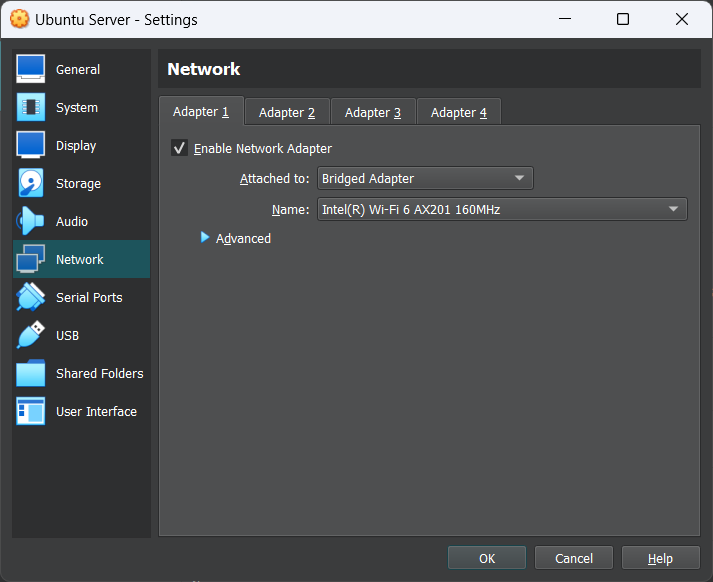 Ubuntu Server - Settings
General
System
Display
Storage
Audio
Network
Serial Ports
USB
Shared Folders
User Interface
Network
Adapter 1 Adapter 2 Adapter 3 Adapter 4
Enable Network Adapter
Attached to: Bridged Adapter
Name: Intel(R) Wi-Fi 6 AX201 160MHz
Advanced
OK Cancel Help